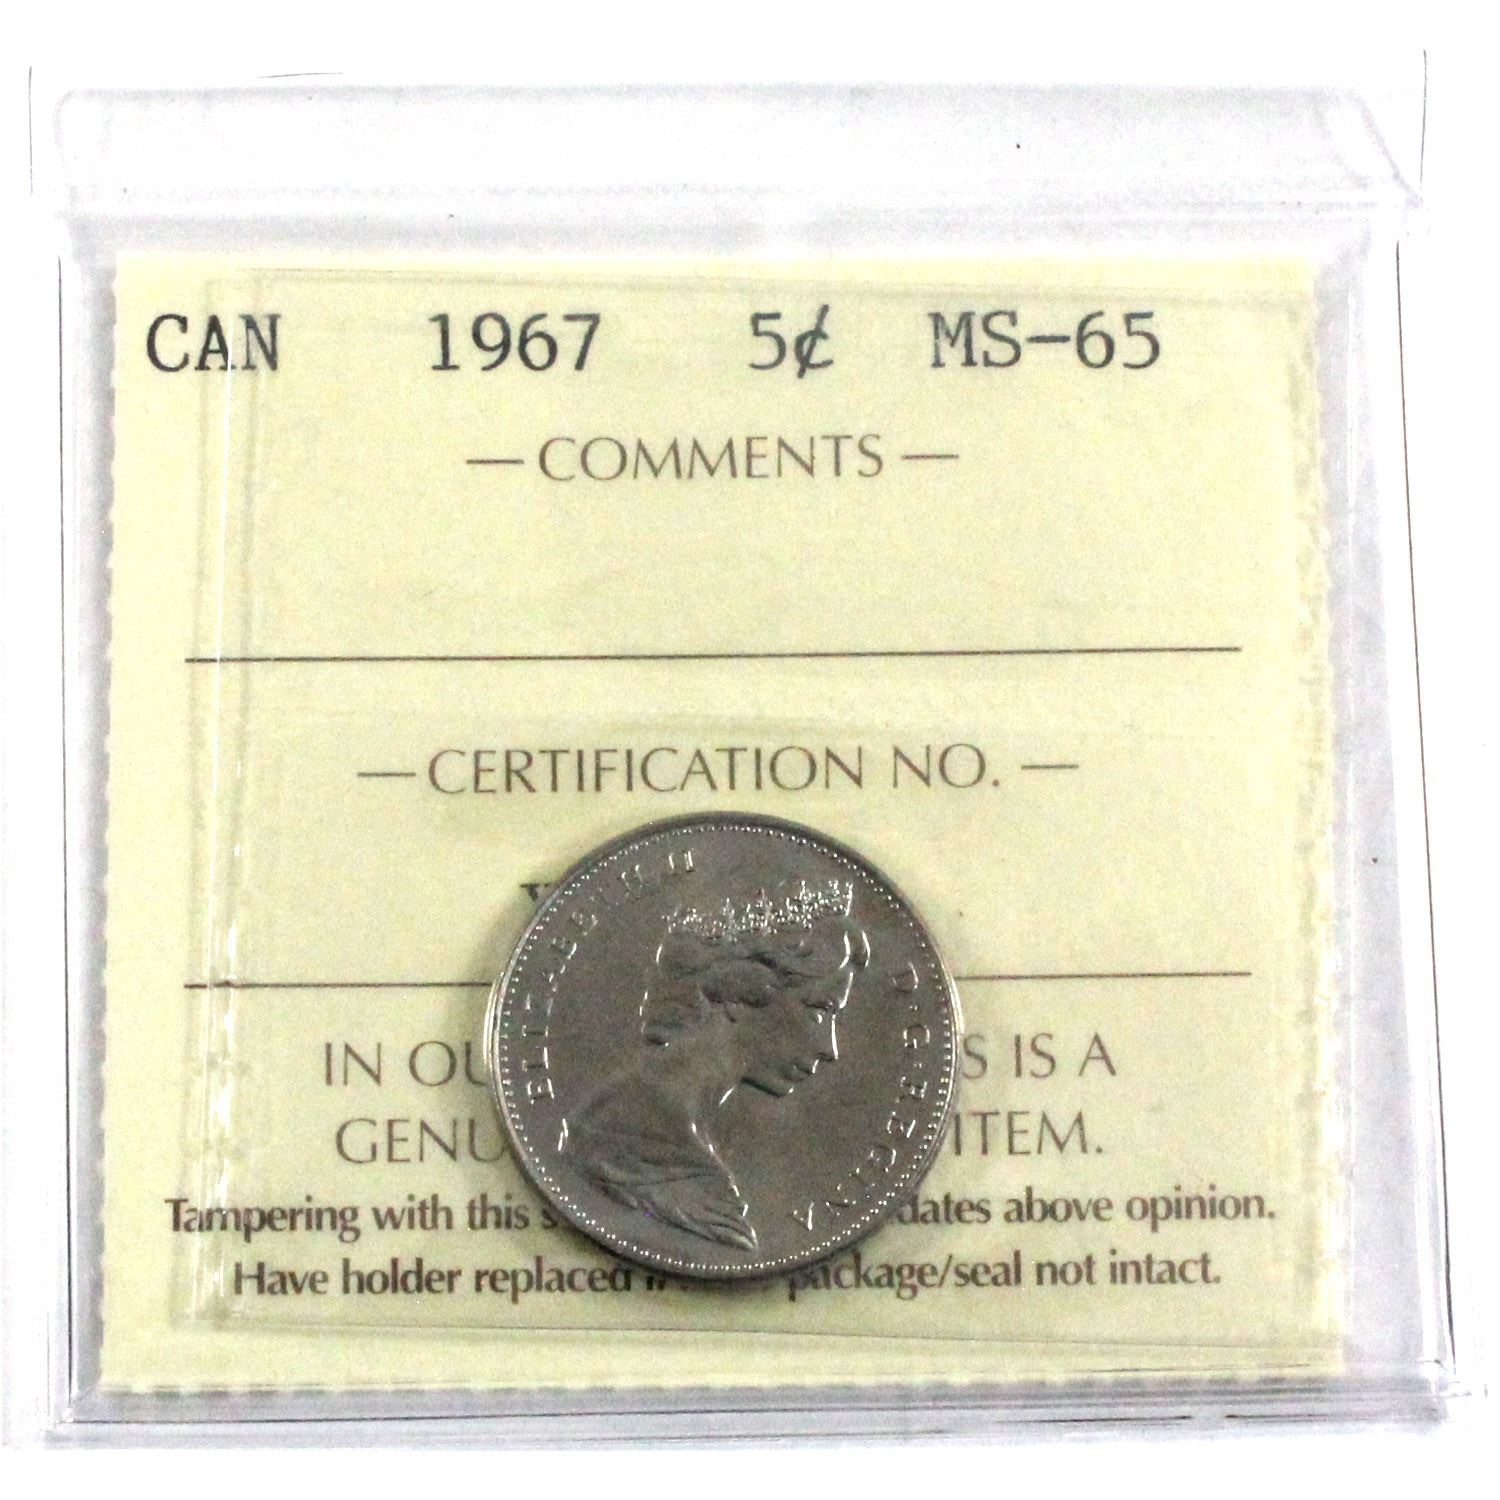 CAN 1967 5¢ MS-65
— COMMENTS —
— CERTIFICATION NO. —
ELIZABETH II D·G·REGINA
IN OU S IS A
GENU ITEM.
Tampering with this dates above opinion.
Have holder replaced package/seal not intact.